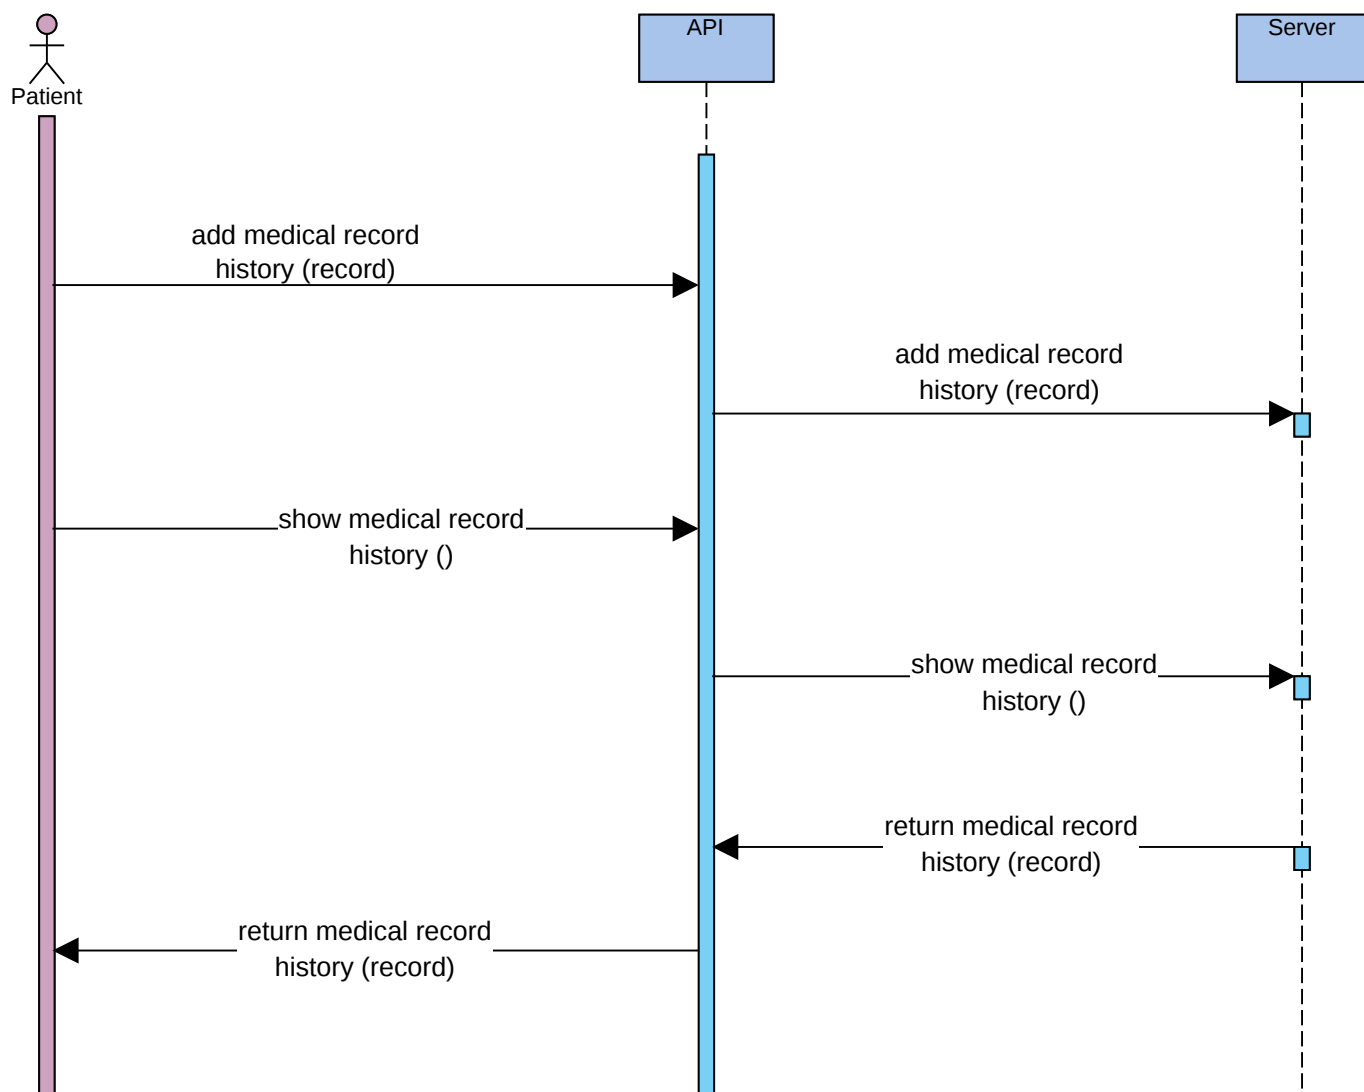 API
Server
Patient
add medical record
history (record)
add medical record
history (record)
show medical record
history ()
show medical record
history ()
return medical record
history (record)
return medical record
history (record)